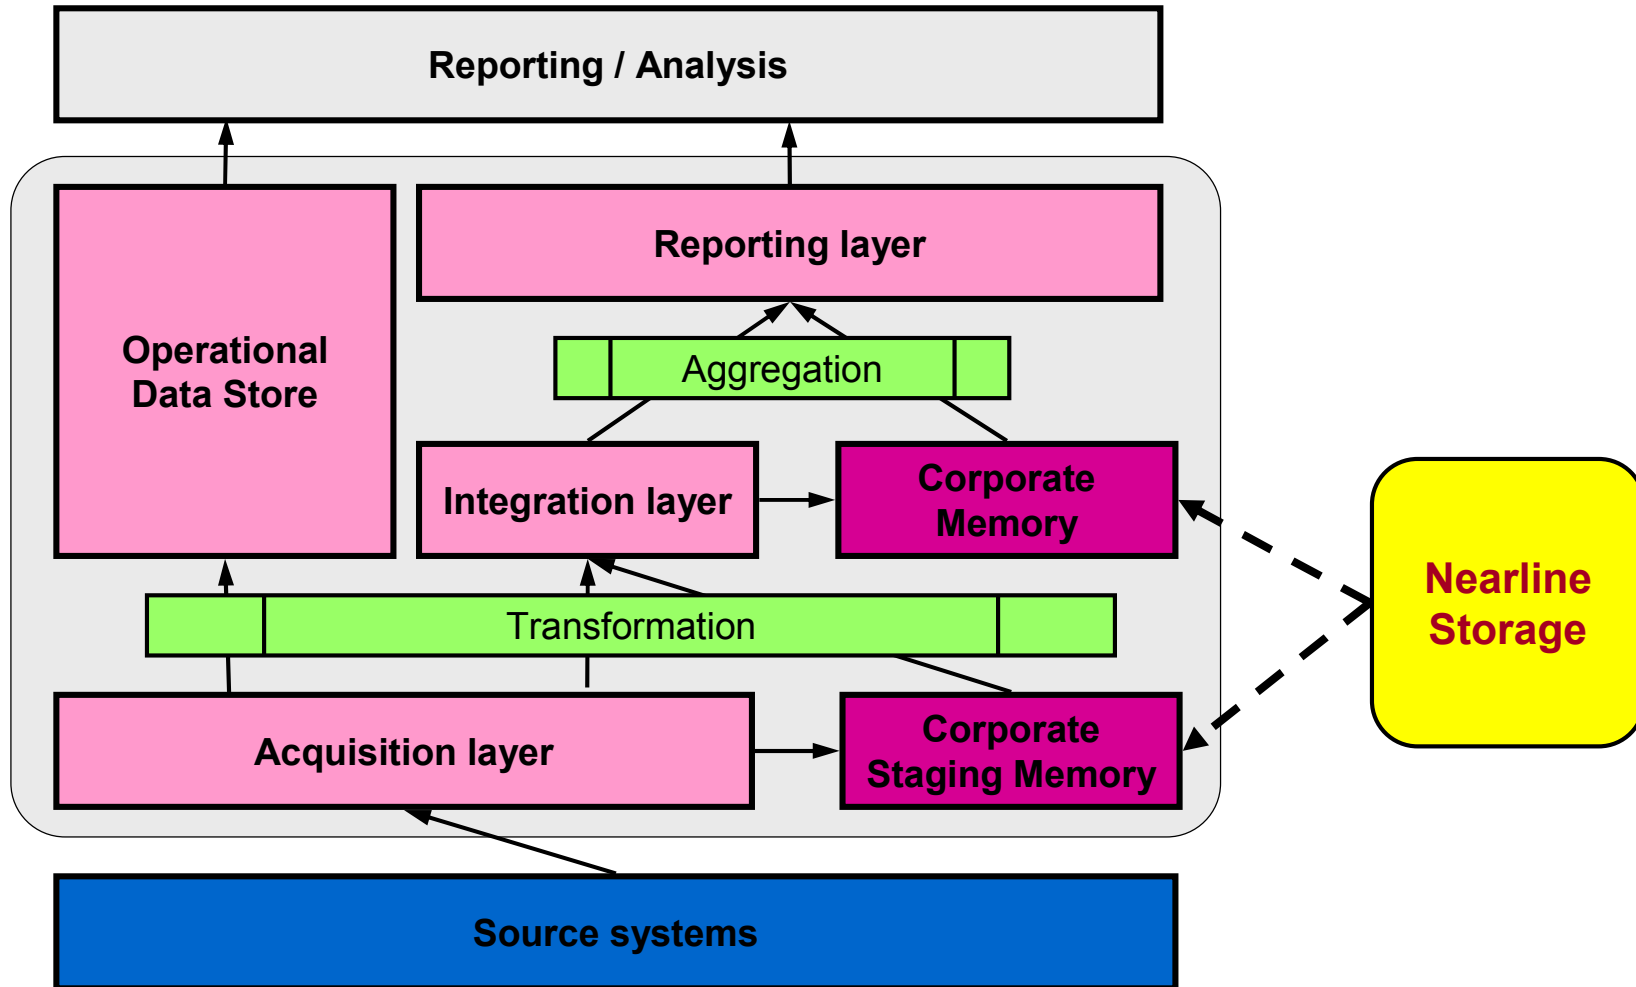 Reporting / Analysis
Reporting layer
Operational
Data Store
Aggregation
Integration layer
Corporate
Memory
Nearline
Storage
Transformation
Acquisition layer
Corporate
Staging Memory
Source systems